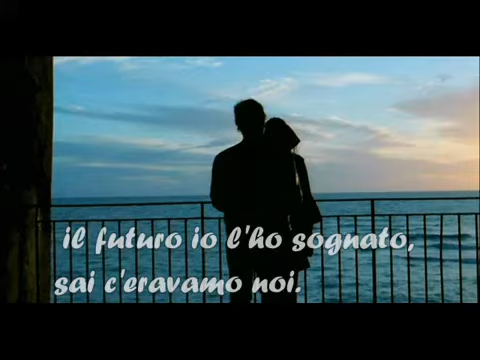 il futuro io l'ho sognato,
sai c'eravamo noi.